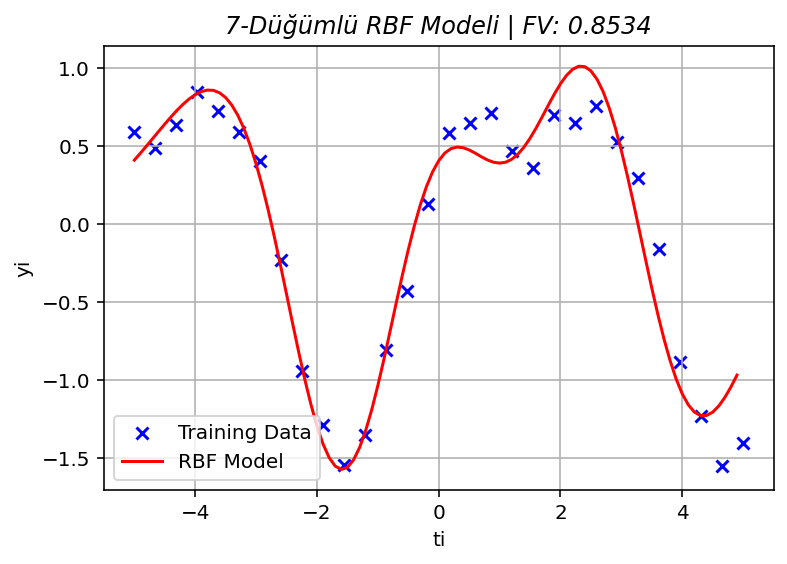 7-Düğümlü RBF Modeli | FV: 0.8534
yi
1.0
0.5
0.0
−0.5
−1.0
−1.5
Training Data
RBF Model
−4
−2
0
2
4
ti